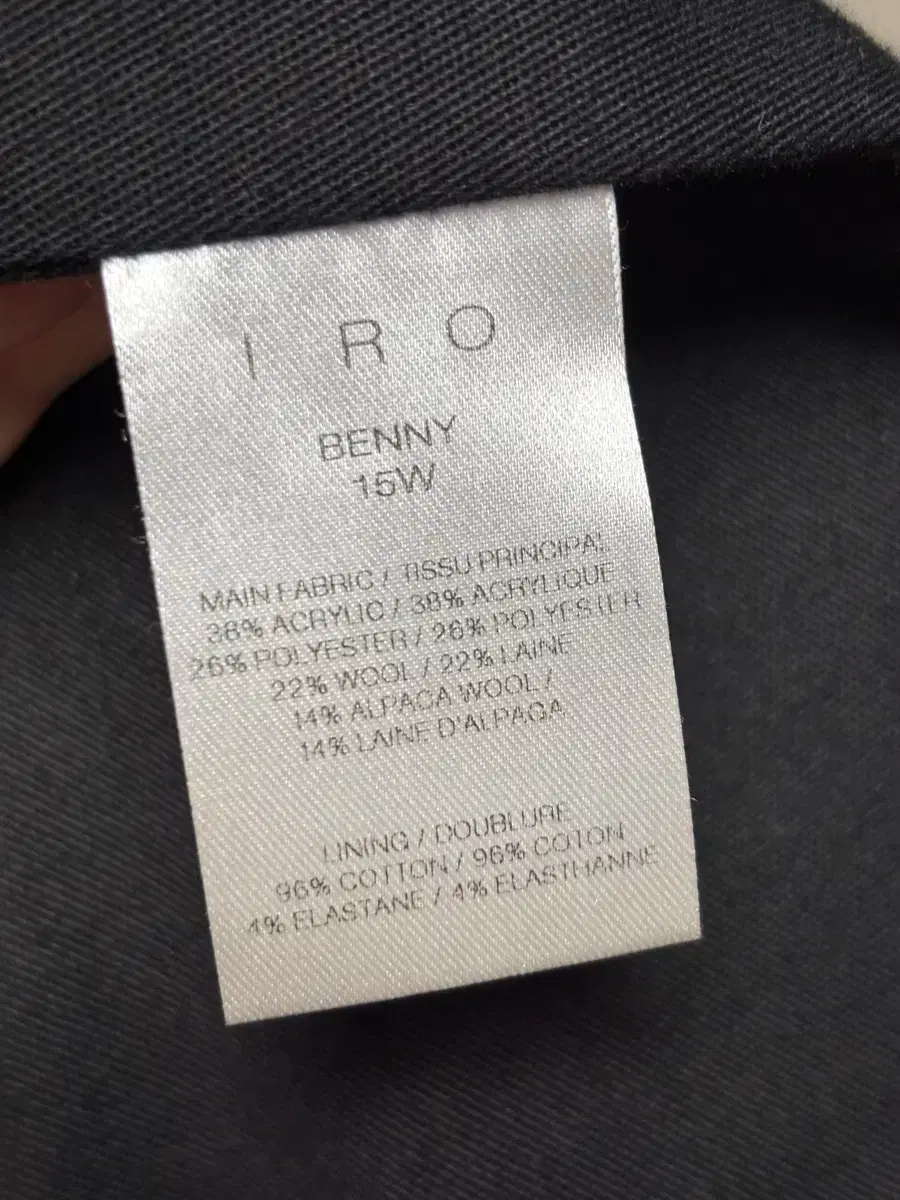 I R O
BENNY
15W
MAIN FABRIC / TISSU PRINCIPAL
38% ACRYLIC / 38% ACRYLIQUE
26% POLYESTER / 26% POLYESTER
22% WOOL / 22% LAINE
14% ALPACA WOOL /
14% LAINE D'ALPAGA
LINING / DOUBLURE
96% COTTON / 96% COTON
4% ELASTANE / 4% ELASTHANNE